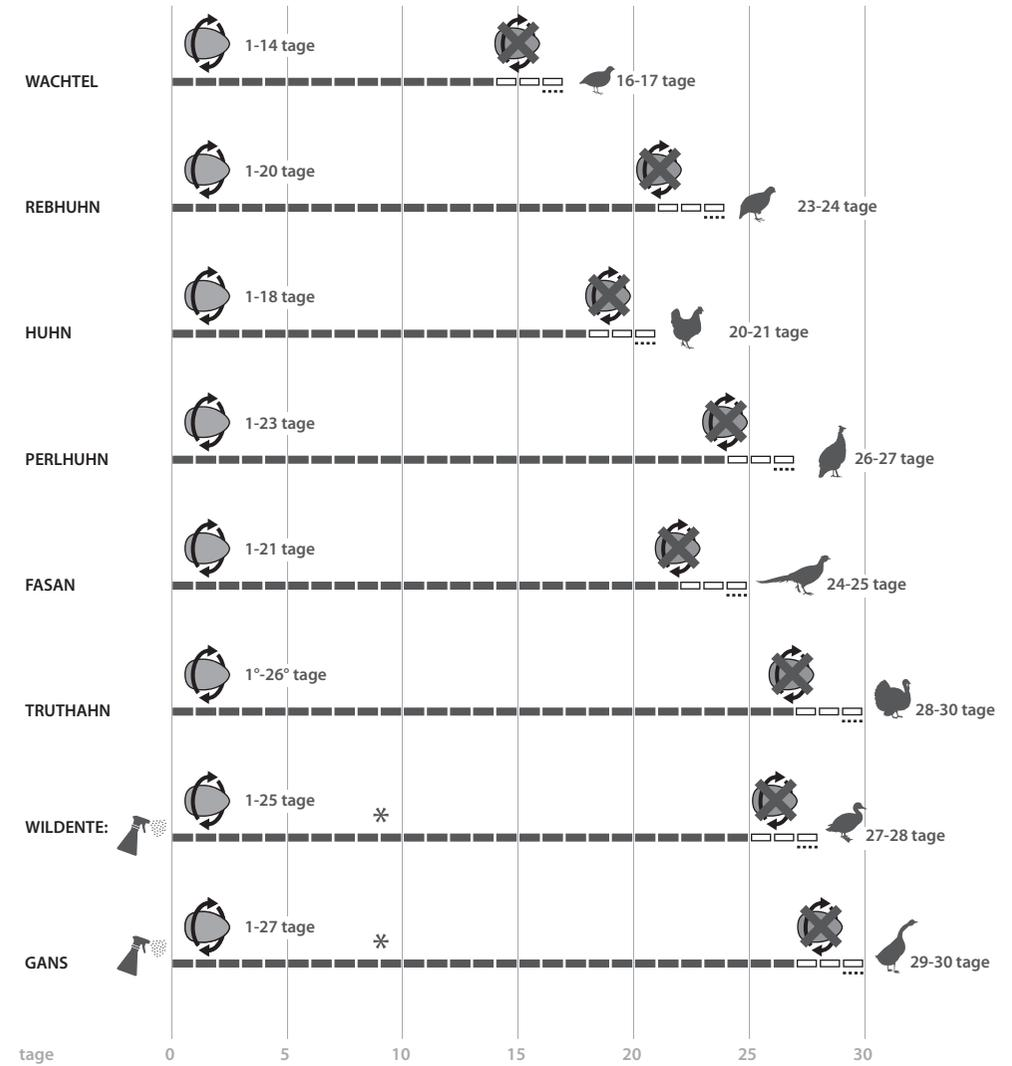 1-14 tage
WACHTEL 16-17 tage
1-20 tage
REBHUHN 23-24 tage
1-18 tage
HUHN 20-21 tage
1-23 tage
PERLHUHN 26-27 tage
1-21 tage
FASAN 24-25 tage
1°-26° tage
TRUTHAHN 28-30 tage
1-25 tage
*
WILDENTE: 27-28 tage
1-27 tage
*
GANS 29-30 tage
tage 0 5 10 15 20 25 30